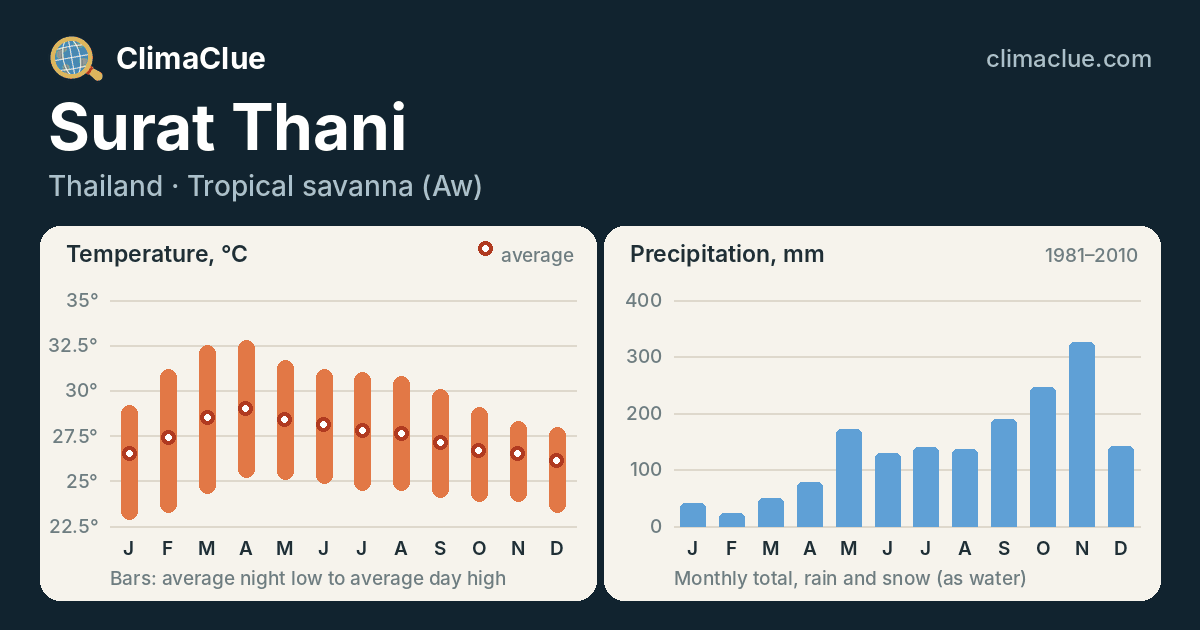 ClimaClue
climaclue.com
Surat Thani
Thailand · Tropical savanna (Aw)
Temperature, °C
average
35°
32.5°
30°
27.5°
25°
22.5°
J F M A M J J A S O N D
Bars: average night low to average day high
Precipitation, mm
1981–2010
400
300
200
100
0
J F M A M J J A S O N D
Monthly total, rain and snow (as water)